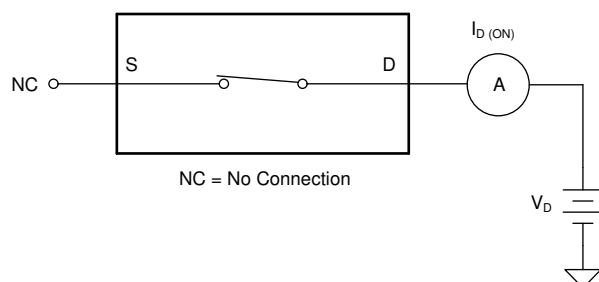 I_D (ON)
S
D
NC
A
NC = No Connection
V_D